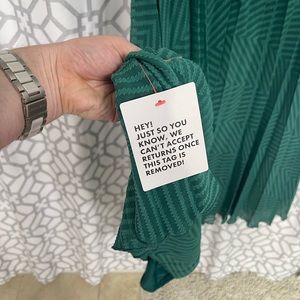 HEY!
JUST SO YOU
KNOW, WE
CAN'T ACCEPT
RETURNS ONCE
THIS TAG IS
REMOVED!